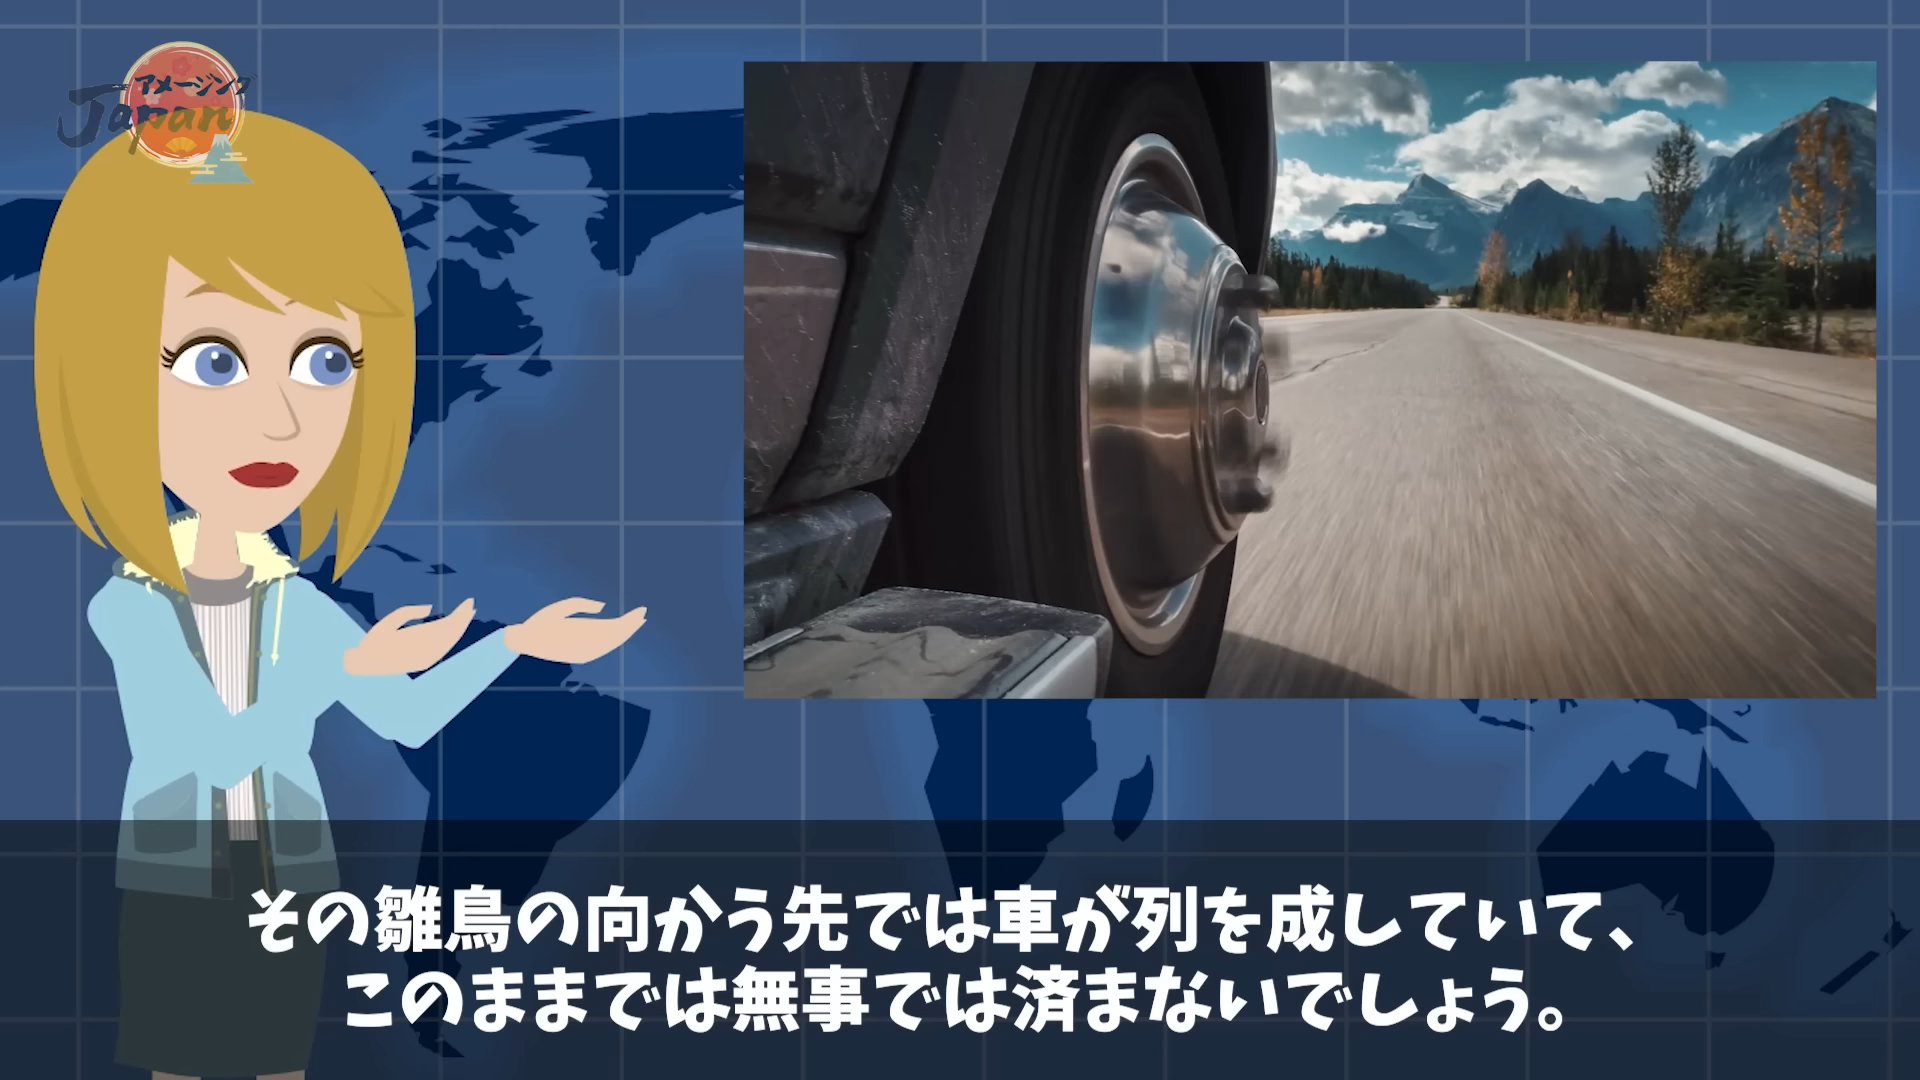 アメージング
Japan
その雛鳥の向かう先では車が列を成していて、
このままでは無事では済まないでしょう。